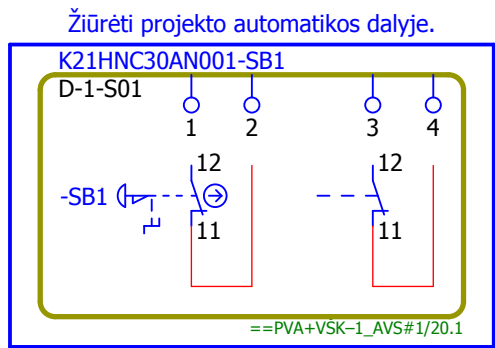 Žiūrėti projekto automatikos dalyje.
K21HNC30AN001-SB1
D-1-S01
1 2 3 4
12 12
-SB1
11 11
==PVA+VŠK–1_AVS#1/20.1